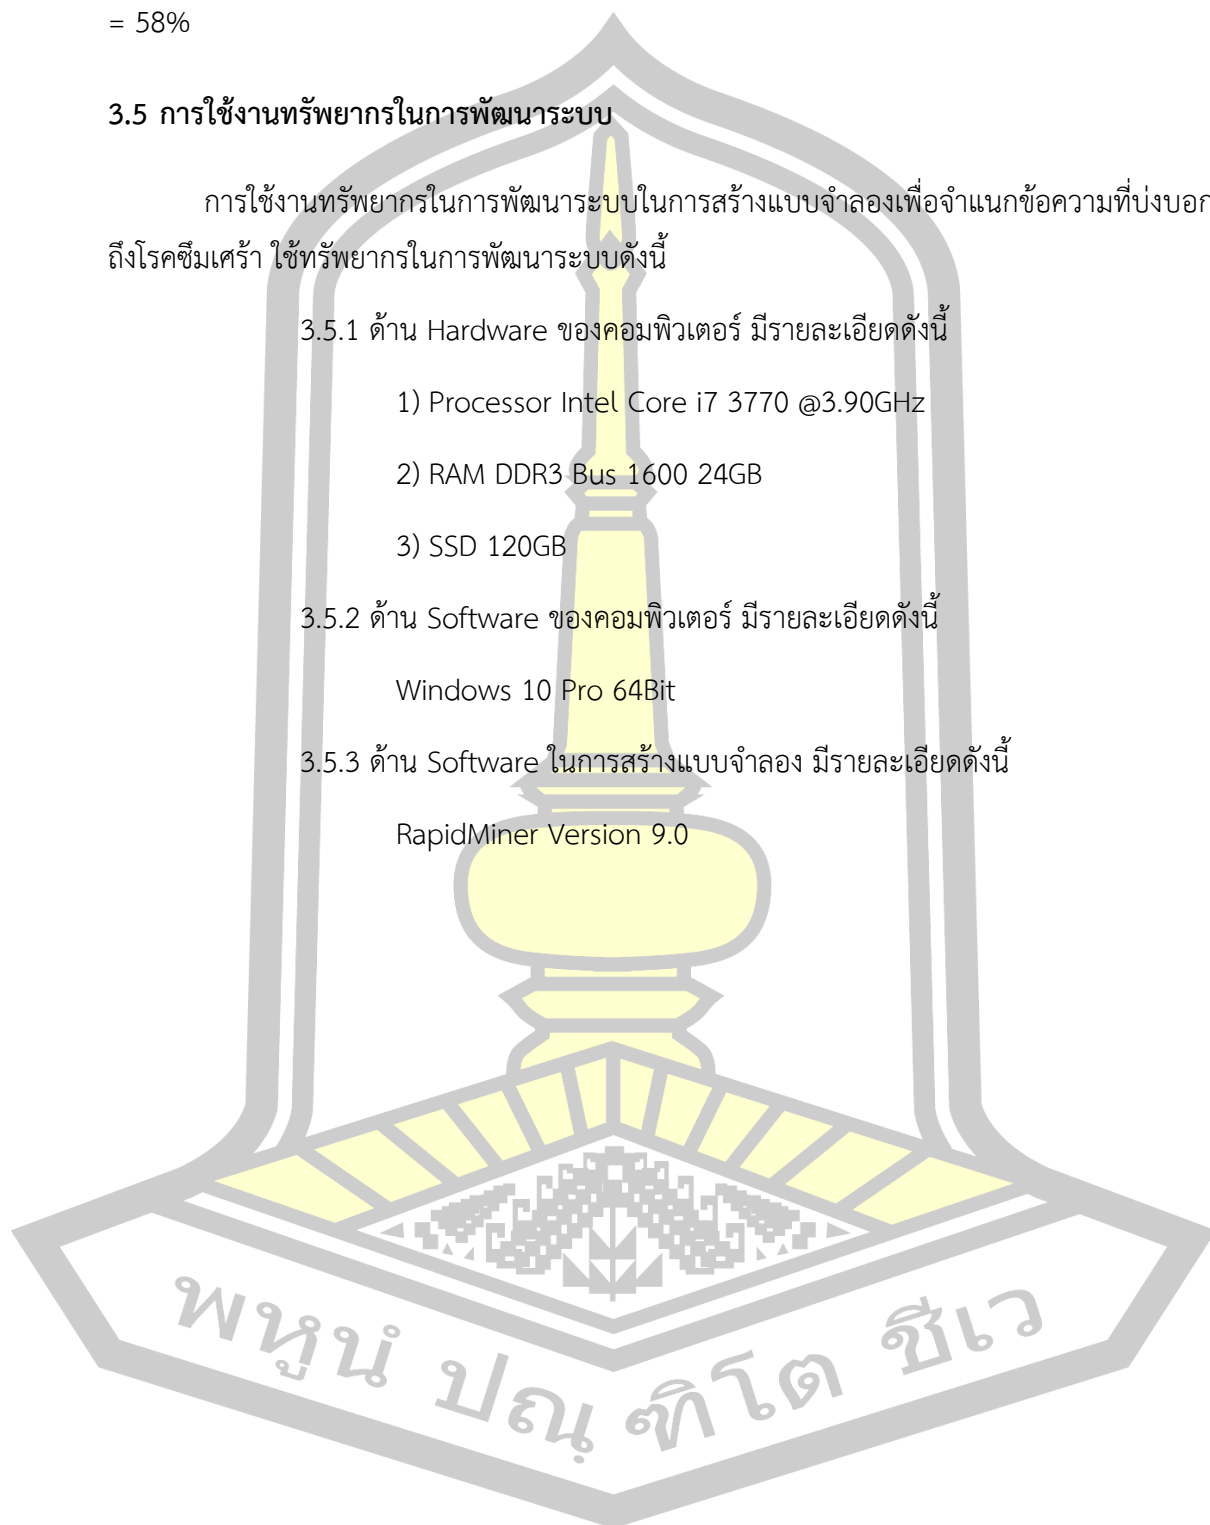 = 58%
3.5 การใช้งานทรัพยากรในการพัฒนาระบบ
การใช้งานทรัพยากรในการพัฒนาระบบในการสร้างแบบจำลองเพื่อจำแนกข้อความที่บ่งบอก
ถึงโรคซึมเศร้า ใช้ทรัพยากรในการพัฒนาระบบดังนี้
3.5.1 ด้าน Hardware ของคอมพิวเตอร์ มีรายละเอียดดังนี้
1) Processor Intel Core i7 3770 @3.90GHz
2) RAM DDR3 Bus 1600 24GB
3) SSD 120GB
3.5.2 ด้าน Software ของคอมพิวเตอร์ มีรายละเอียดดังนี้
Windows 10 Pro 64Bit
3.5.3 ด้าน Software ในการสร้างแบบจำลอง มีรายละเอียดดังนี้
RapidMiner Version 9.0
พหูนํ ปณฺฑิโต ชีเว